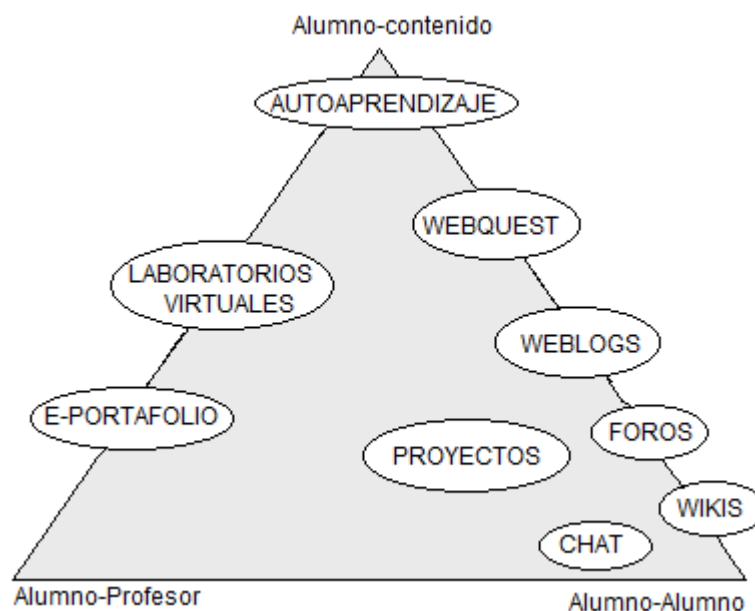 Alumno-contenido
AUTOAPRENDIZAJE
WEBQUEST
LABORATORIOS
VIRTUALES
WEBLOGS
E-PORTAFOLIO
FOROS
PROYECTOS
WIKIS
CHAT
Alumno-Profesor
Alumno-Alumno